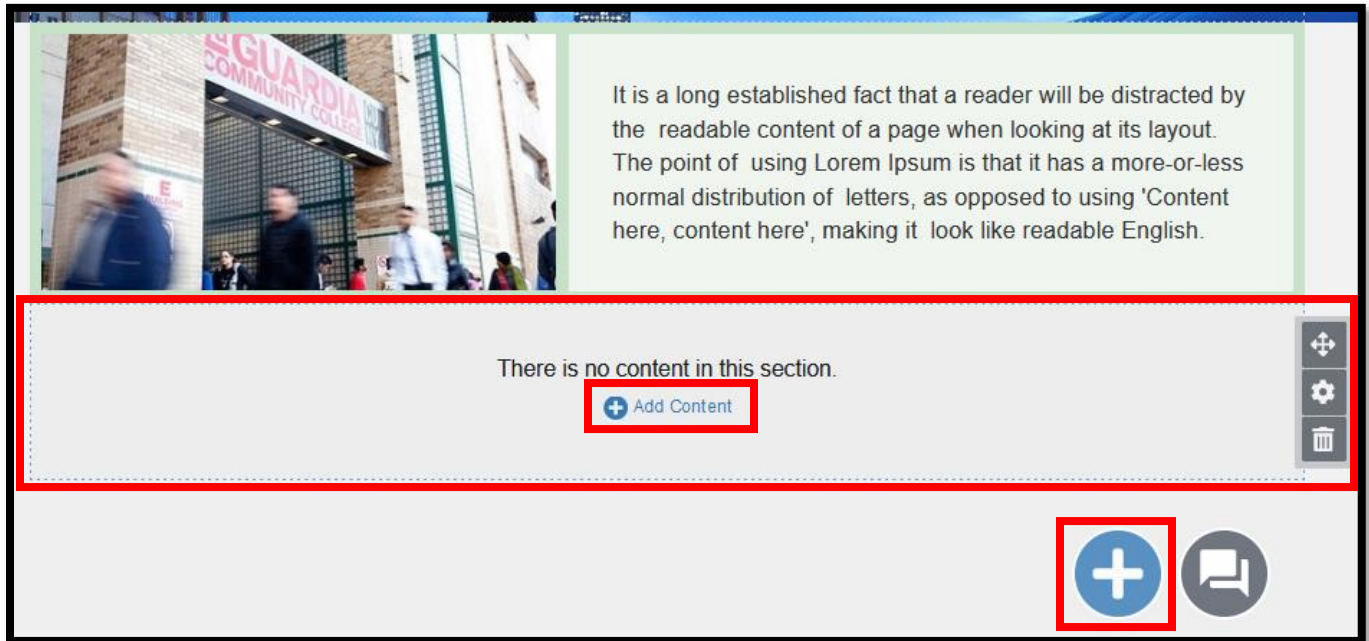 EGUARDIA
COMMUNITY COLLEGE
E
BUILDING
It is a long established fact that a reader will be distracted by
the readable content of a page when looking at its layout.
The point of using Lorem Ipsum is that it has a more-or-less
normal distribution of letters, as opposed to using 'Content
here, content here', making it look like readable English.
There is no content in this section.
Add Content